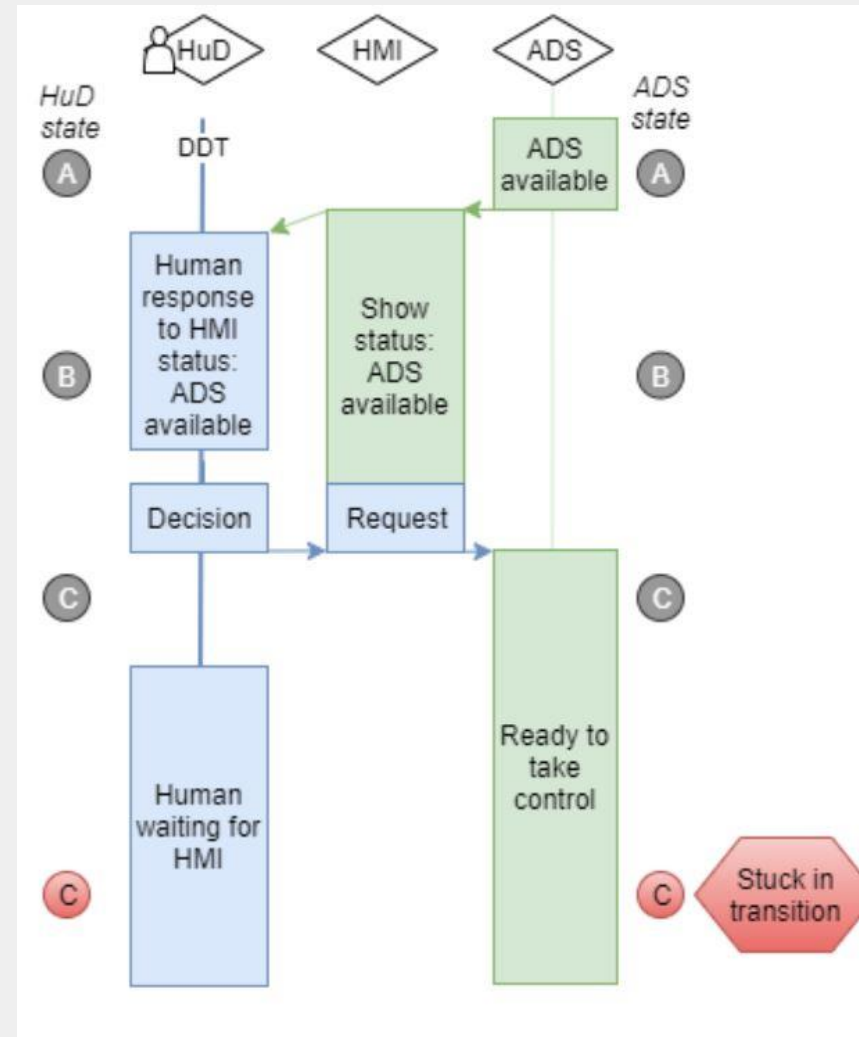 HuD
HMI
ADS
HuD
state
ADS
state
DDT
ADS
available
A
A
Human
response
to HMI
status:
ADS
available
Show
status:
ADS
available
B
B
Decision
Request
C
C
Human
waiting for
HMI
Ready to
take
control
C
C
Stuck in
transition